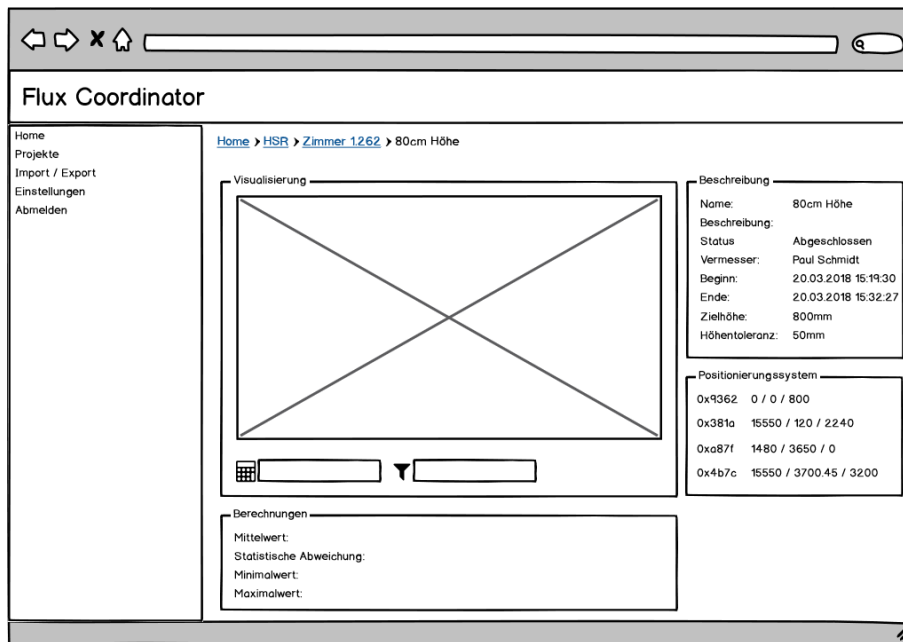 Flux Coordinator
Home
Projekte
Import / Export
Einstellungen
Abmelden
Home > HSR > Zimmer 1.262 > 80cm Höhe
Visualisierung
Berechnungen
Mittelwert:
Statistische Abweichung:
Minimalwert:
Maximalwert:
Beschreibung
Name: 80cm Höhe
Beschreibung:
Status Abgeschlossen
Vermesser: Paul Schmidt
Beginn: 20.03.2018 15:19:30
Ende: 20.03.2018 15:32:27
Zielhöhe: 800mm
Höhentoleranz: 50mm
Positionierungssystem
0x9362 0 / 0 / 800
0x381a 15550 / 120 / 2240
0xa87f 1480 / 3650 / 0
0x4b7c 15550 / 3700.45 / 3200